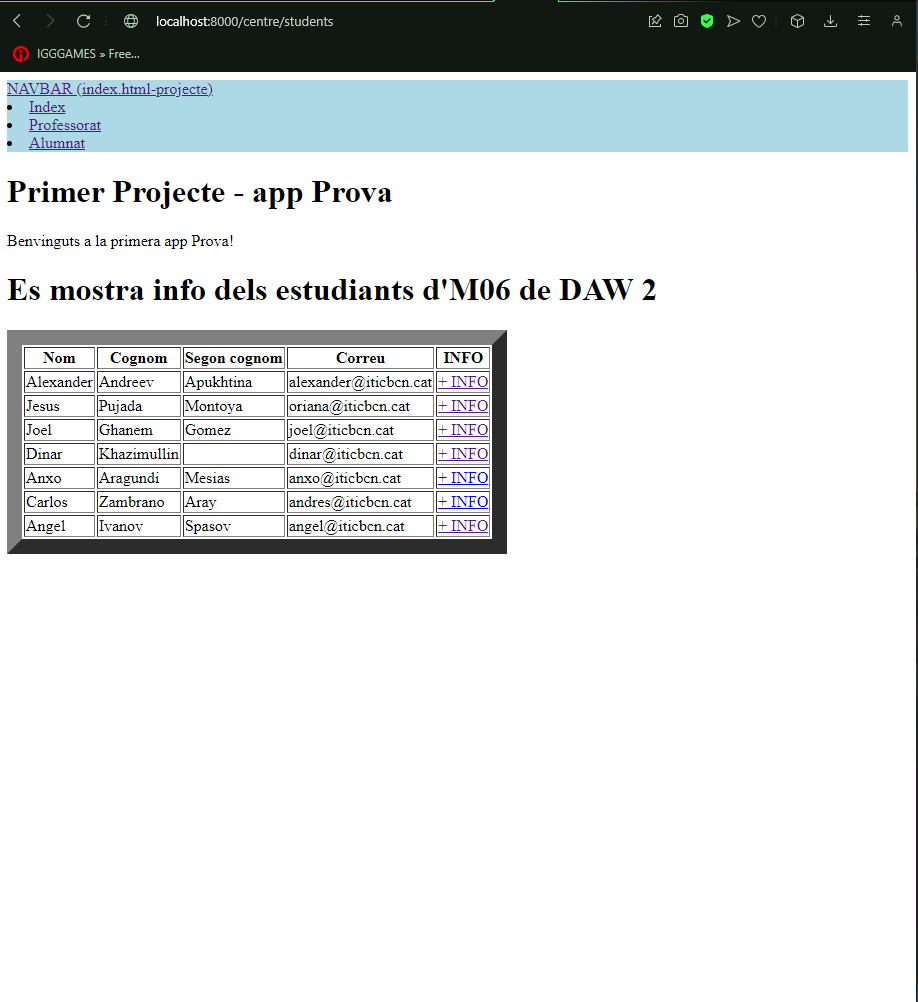 localhost:8000/centre/students
IGGGAMES » Free...
NAVBAR (index.html-projecte)
Index
Professorat
Alumnat
Primer Projecte - app Prova
Benvinguts a la primera app Prova!
Es mostra info dels estudiants d'M06 de DAW 2
Nom Cognom Segon cognom Correu INFO
Alexander Andreev Apukhtina alexander@iticbcn.cat + INFO
Jesus Pujada Montoya oriana@iticbcn.cat + INFO
Joel Ghanem Gomez joel@iticbcn.cat + INFO
Dinar Khazimullin dinar@iticbcn.cat + INFO
Anxo Aragundi Mesias anxo@iticbcn.cat + INFO
Carlos Zambrano Aray andres@iticbcn.cat + INFO
Angel Ivanov Spasov angel@iticbcn.cat + INFO